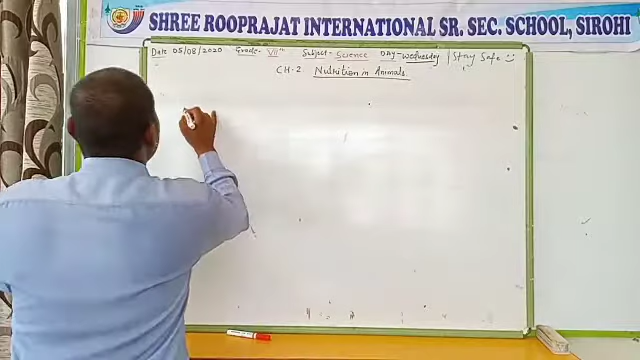 SHREE ROOPRAJAT INTERNATIONAL SR. SEC. SCHOOL, SIROHI
Date 05/08/2020 Grade- VIIth Subject- Science Day- Wednesday | Stay Safe
CH-2 Nutrition in Animals